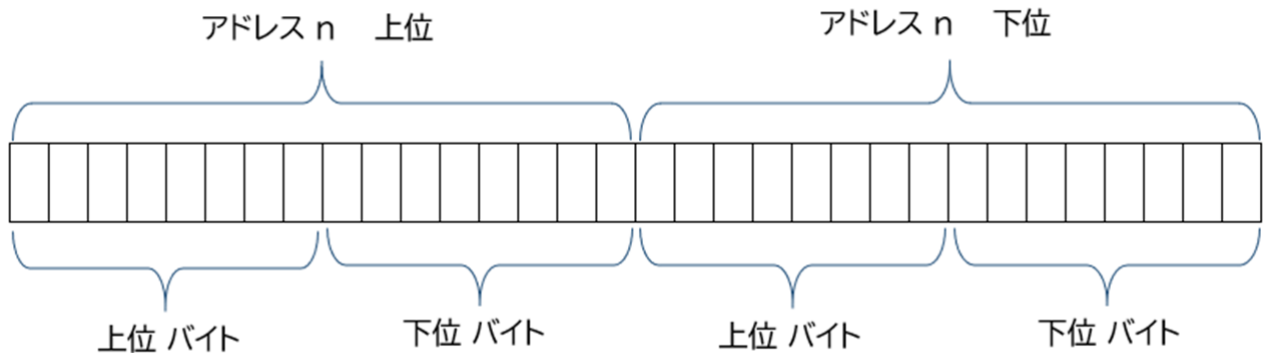 アドレス n　上位
アドレス n　下位
上位 バイト
下位 バイト
上位 バイト
下位 バイト